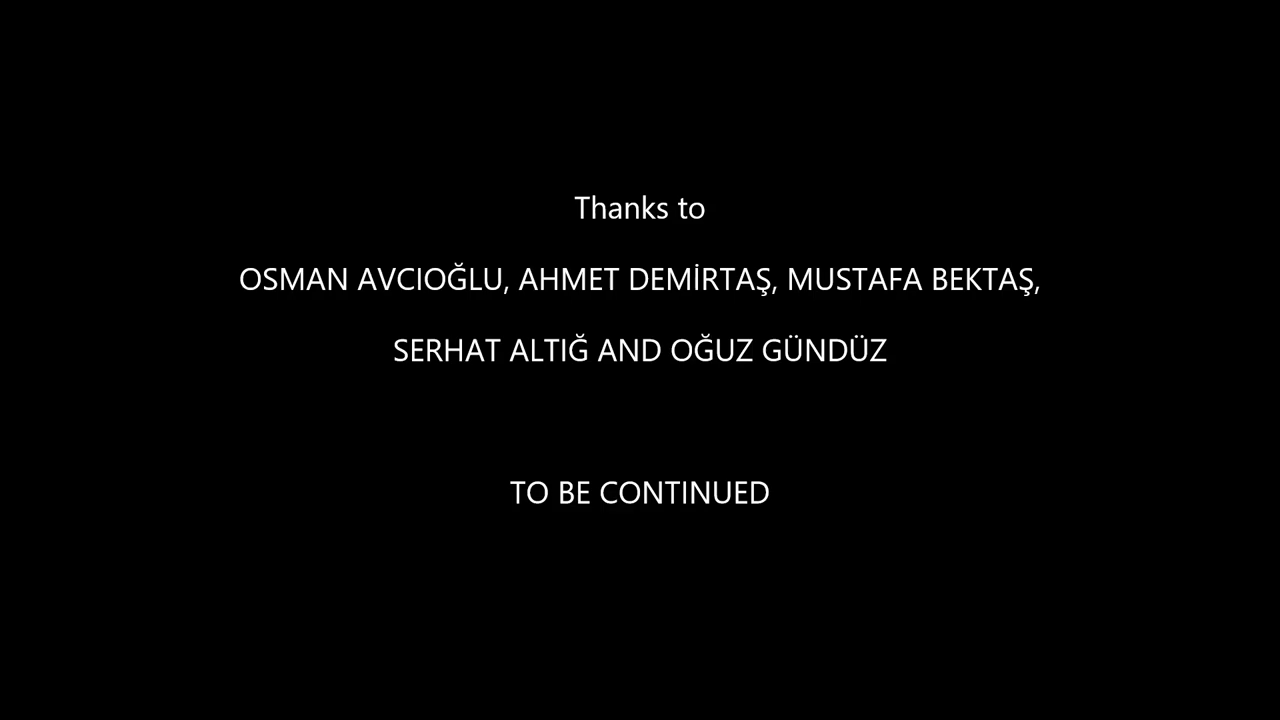 Thanks to
OSMAN AVCIOĞLU, AHMET DEMİRTAŞ, MUSTAFA BEKTAŞ,
SERHAT ALTIĞ AND OĞUZ GÜNDÜZ
TO BE CONTINUED